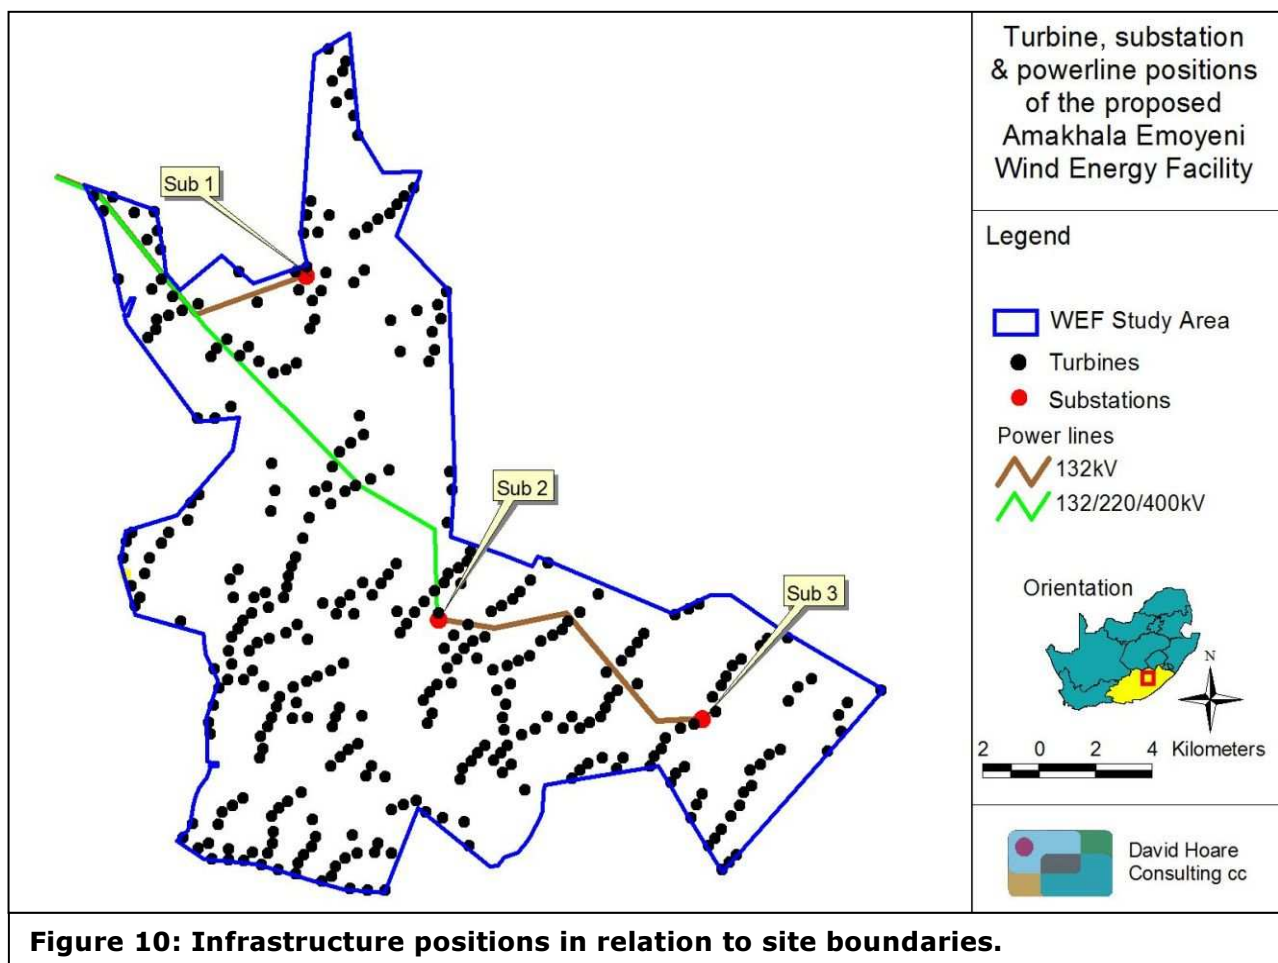 Turbine, substation
& powerline positions
of the proposed
Amakhala Emoyeni
Wind Energy Facility
Legend
WEF Study Area
Turbines
Substations
Power lines
132kV
132/220/400kV
Orientation
N
2 0 2 4 Kilometers
David Hoare
Consulting cc
Sub 1
Sub 2
Sub 3
Figure 10: Infrastructure positions in relation to site boundaries.